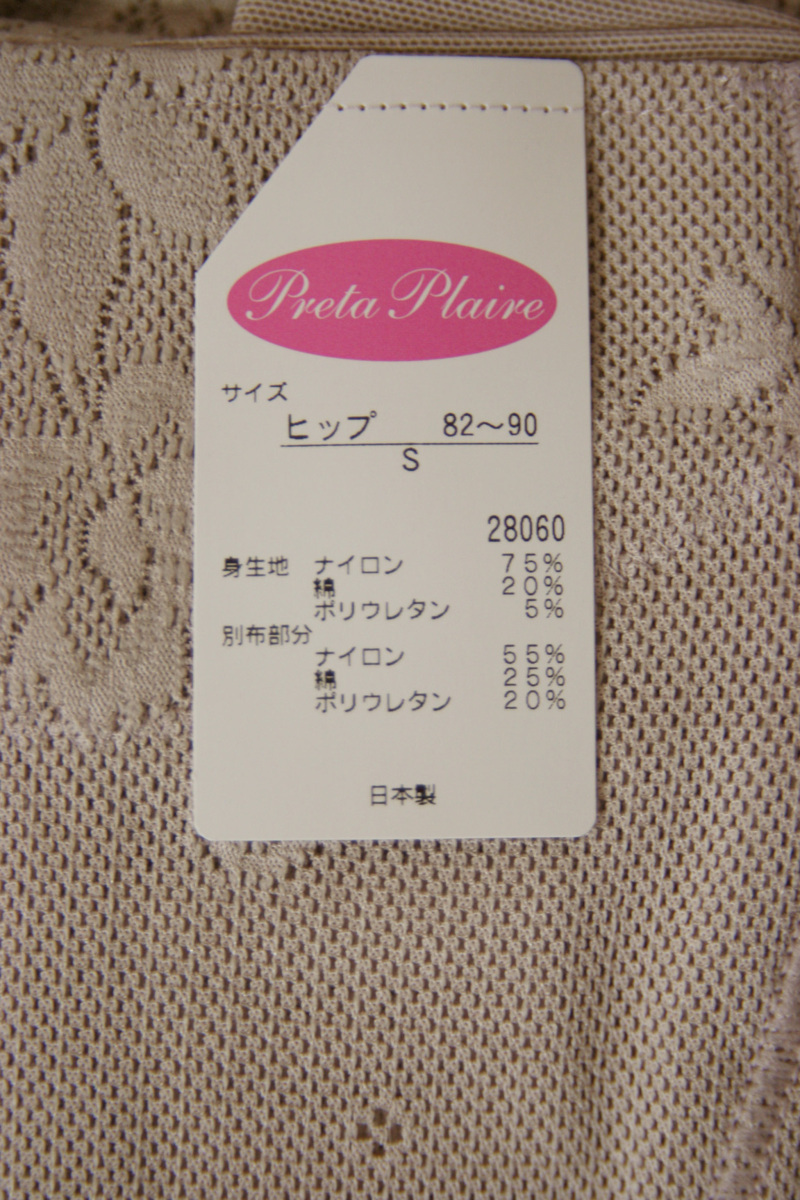 Preta Plaire
サイズ
ヒップ 82～90
S
28060
身生地 ナイロン 75%
綿 20%
ポリウレタン 5%
別布部分
ナイロン 55%
綿 25%
ポリウレタン 20%
日本製